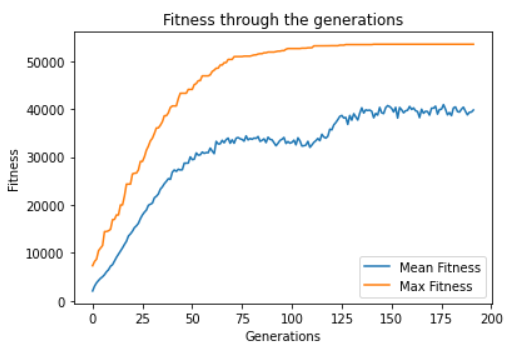 Fitness through the generations
Fitness
50000
40000
30000
20000
10000
0
Mean Fitness
Max Fitness
0 25 50 75 100 125 150 175 200
Generations